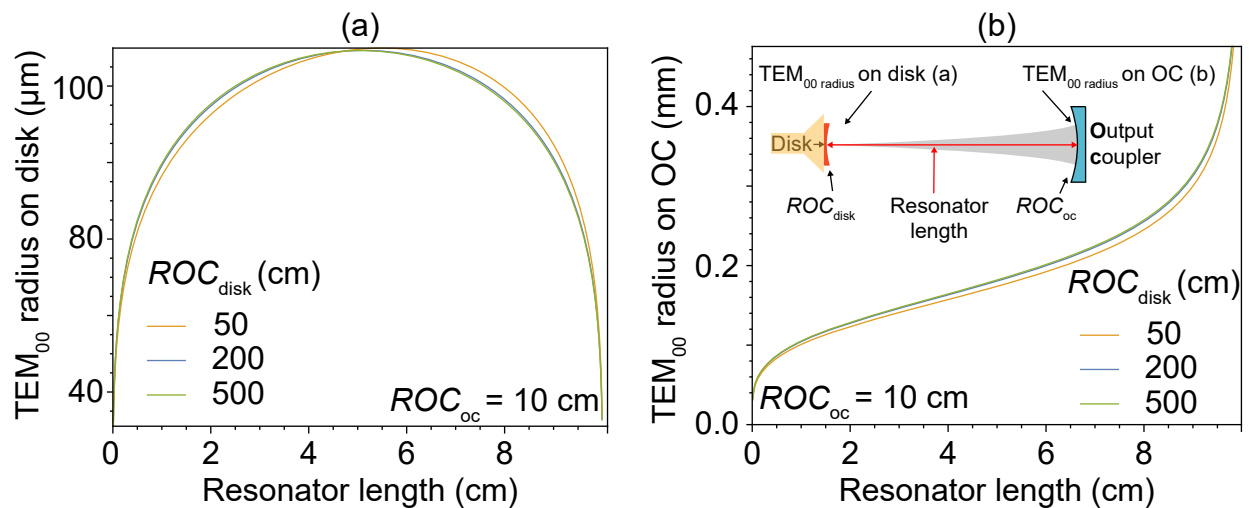 (a)
TEM00 radius on disk (µm)
100
80
40
ROCdisk (cm)
50
200
500
ROCoc = 10 cm
0 2 4 6 8
Resonator length (cm)
(b)
TEM00 radius on OC (mm)
0.4
0.2
0.0
TEM00 radius on disk (a)
TEM00 radius on OC (b)
Disk
Output
coupler
ROCdisk
Resonator
length
ROCoc
ROCdisk (cm)
50
200
500
ROCoc = 10 cm
0 2 4 6 8
Resonator length (cm)